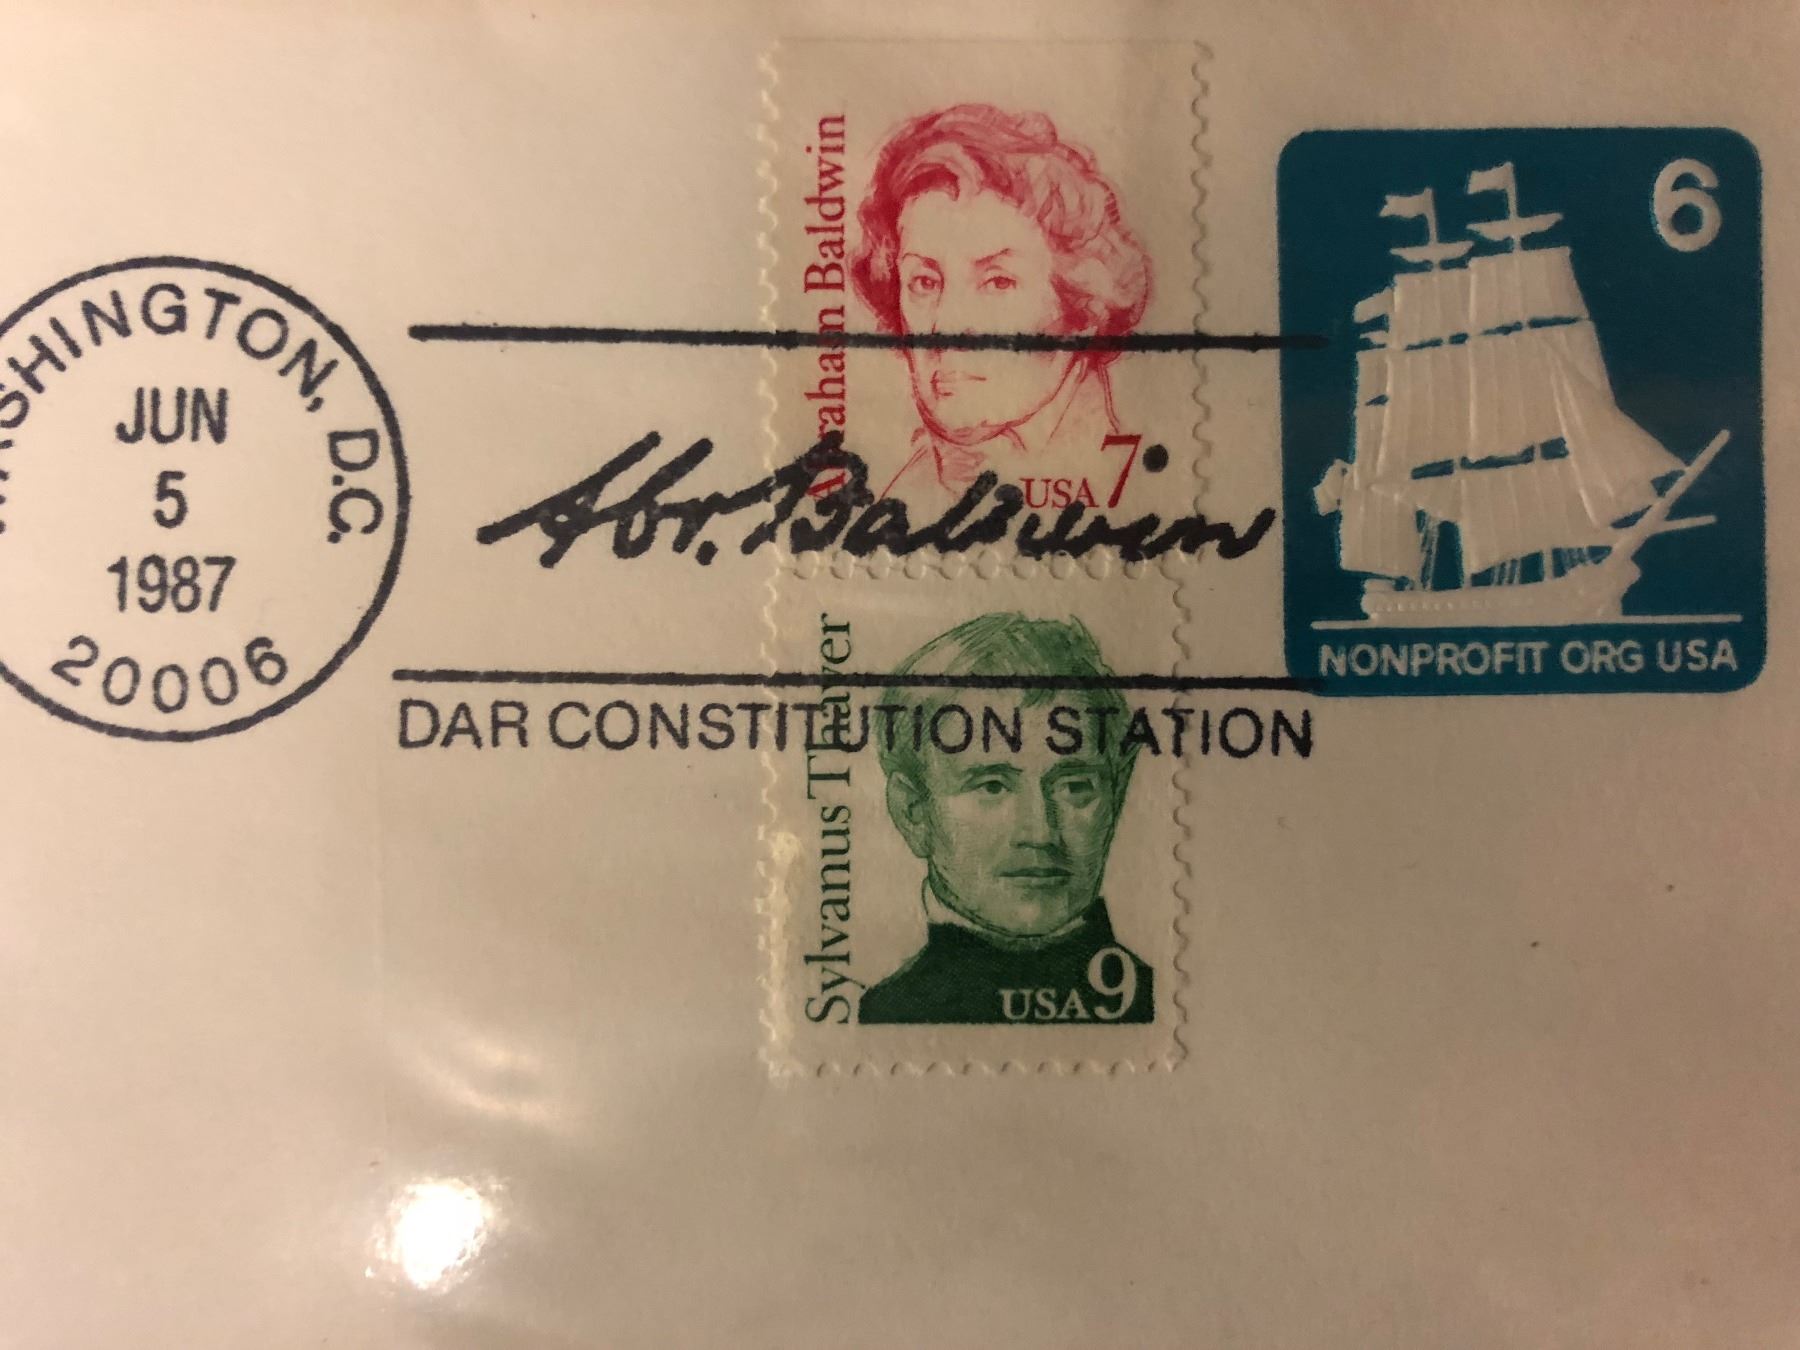 WASHINGTON, D.C.
JUN
5
1987
20006
Abr. Baldwin
DAR CONSTITUTION STATION
Abraham Baldwin
USA 7
Sylvanus Thayer
USA 9
6
NONPROFIT ORG USA